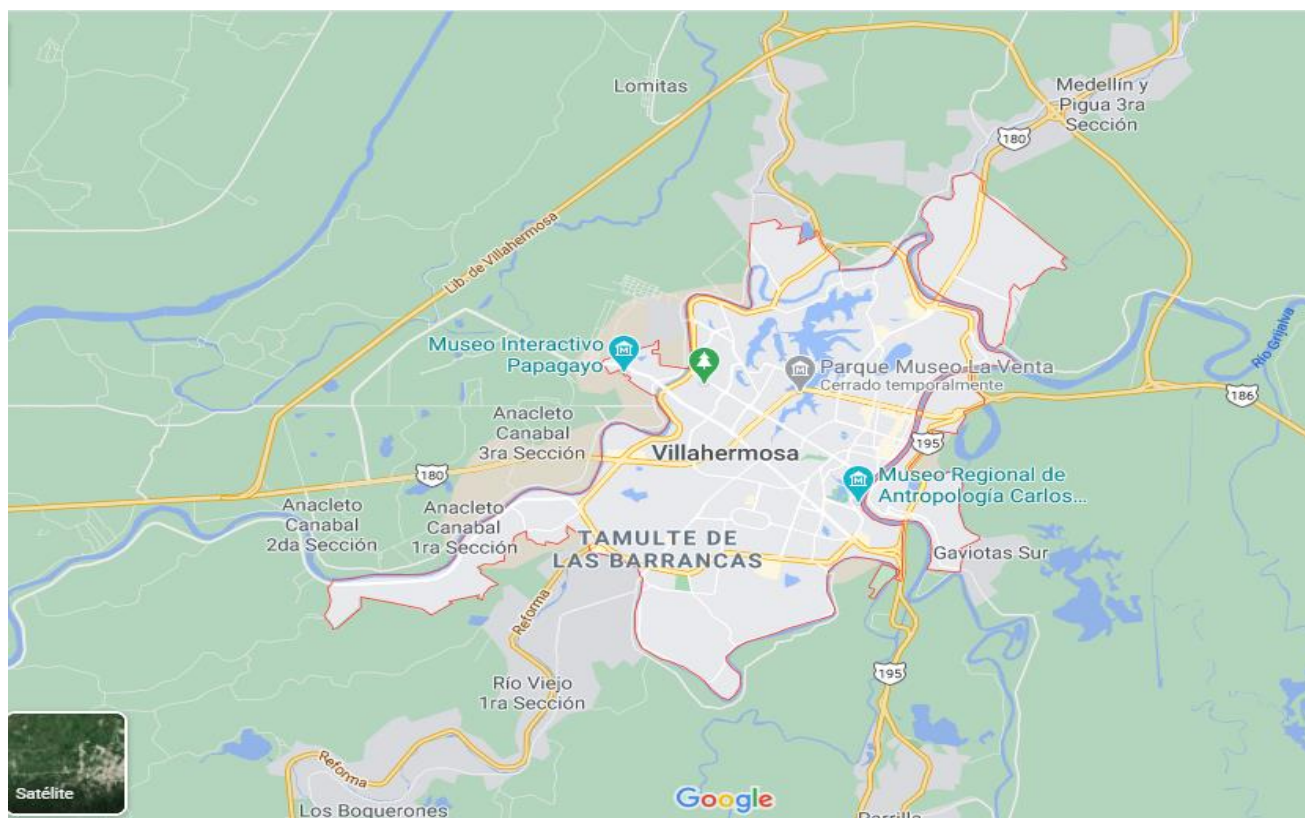 Lomitas
Medellín y
Pigua 3ra
Sección
180
Lib. de Villahermosa
Río Grijalva
Museo Interactivo
Papagayo
Parque Museo La Venta
Cerrado temporalmente
186
Anacleto
Canabal
3ra Sección
195
Villahermosa
180
Museo Regional de
Antropología Carlos...
Anacleto
Canabal
2da Sección
Anacleto
Canabal
1ra Sección
TAMULTE DE
LAS BARRANCAS
Gaviotas Sur
Reforma
195
Río Viejo
1ra Sección
Reforma
Satélite
Google
Los Boquerones